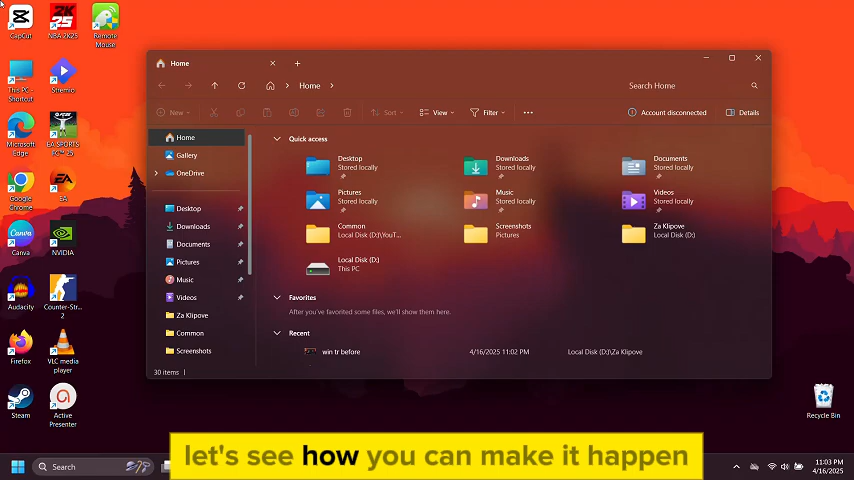 CapCut
NBA 2K25
Remote
Mouse
This PC -
Shortcut
Stremio
Microsoft
Edge
EA SPORTS
FC™ 25
Google
Chrome
EA
Canva
NVIDIA
Audacity
Counter-Str...
2
Firefox
VLC media
player
Steam
Active
Presenter
Recycle Bin
Home
Home
Search Home
New
Sort
View
Filter
Account disconnected
Details
Home
Gallery
OneDrive
Desktop
Downloads
Documents
Pictures
Music
Videos
Za Klipove
Common
Screenshots
Quick access
Desktop
Stored locally
Downloads
Stored locally
Documents
Stored locally
Pictures
Stored locally
Music
Stored locally
Videos
Stored locally
Common
Local Disk (D:)\YouT...
Screenshots
Pictures
Za Klipove
Local Disk (D:)
Local Disk (D:)
This PC
Favorites
After you've favorited some files, we'll show them here.
Recent
win tr before 4/16/2025 11:02 PM Local Disk (D:)\Za Klipove
30 items
let's see how you can make it happen
Search
11:03 PM
4/16/2025